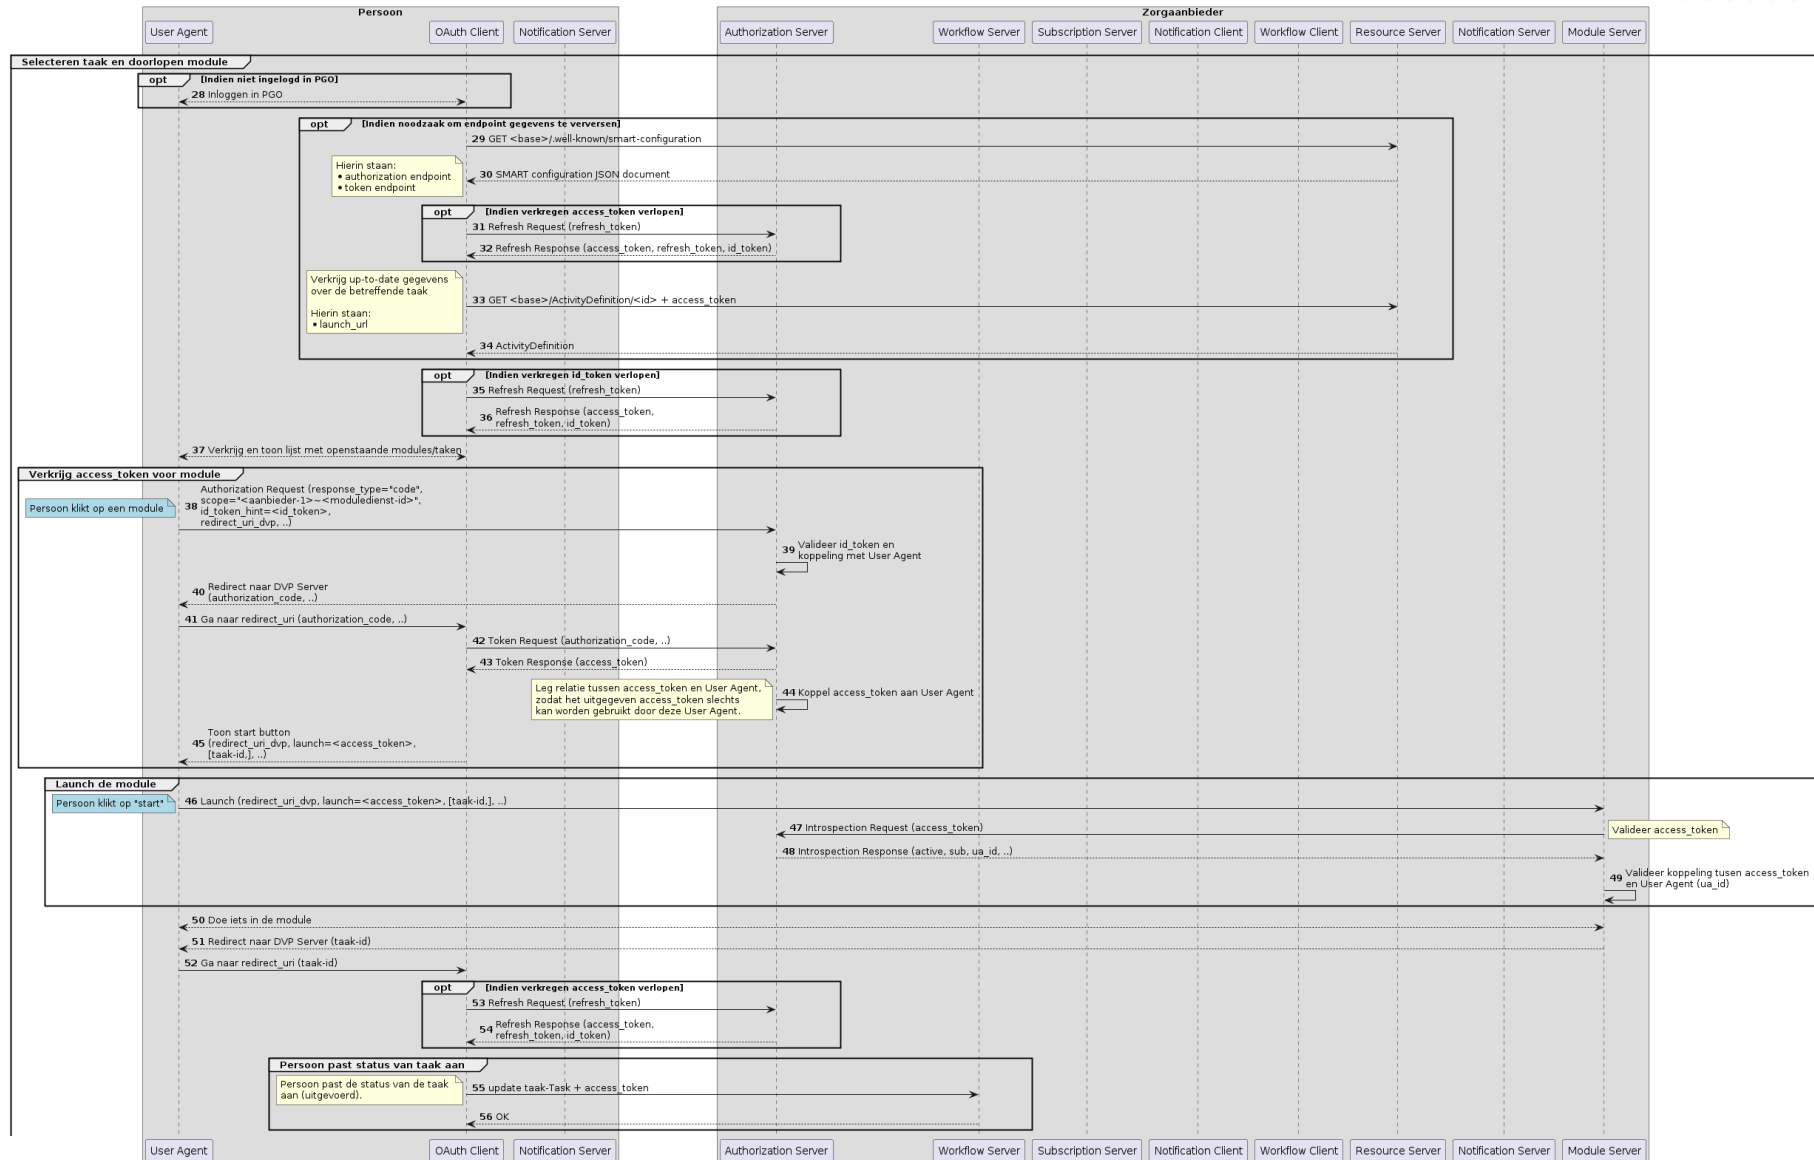 Persoon
Zorgaanbieder
User Agent
OAuth Client
Notification Server
Authorization Server
Workflow Server
Subscription Server
Notification Client
Workflow Client
Resource Server
Notification Server
Module Server
Selecteren taak en doorlopen module
opt [Indien niet ingelogd in PGO]
28 Inloggen in PGO
opt [Indien noodzaak om endpoint gegevens te verversen]
29 GET <base>/.well-known/smart-configuration
Hierin staan:
• authorization endpoint
• token endpoint
30 SMART configuration JSON document
opt [Indien verkregen access_token verlopen]
31 Refresh Request (refresh_token)
32 Refresh Response (access_token, refresh_token, id_token)
Verkrijg up-to-date gegevens
over de betreffende taak
Hierin staan:
• launch_url
33 GET <base>/ActivityDefinition/<id> + access_token
34 ActivityDefinition
opt [Indien verkregen id_token verlopen]
35 Refresh Request (refresh_token)
36 Refresh Response (access_token,
refresh_token, id_token)
37 Verkrijg en toon lijst met openstaande modules/taken
Verkrijg access_token voor module
Persoon klikt op een module
38 Authorization Request (response_type="code",
scope="<aanbieder-1>~<moduledienst-id>",
id_token_hint=<id_token>,
redirect_uri_dvp, ..)
39 Valideer id_token en
koppeling met User Agent
40 Redirect naar DVP Server
(authorization_code, ..)
41 Ga naar redirect_uri (authorization_code, ..)
42 Token Request (authorization_code, ..)
43 Token Response (access_token)
Leg relatie tussen access_token en User Agent,
zodat het uitgegeven access_token slechts
kan worden gebruikt door deze User Agent.
44 Koppel access_token aan User Agent
45 Toon start button
(redirect_uri_dvp, launch=<access_token>,
[taak-id,], ..)
Launch de module
Persoon klikt op "start"
46 Launch (redirect_uri_dvp, launch=<access_token>, [taak-id,], ..)
47 Introspection Request (access_token)
Valideer access_token
48 Introspection Response (active, sub, ua_id, ..)
49 Valideer koppeling tusen access_token
en User Agent (ua_id)
50 Doe iets in de module
51 Redirect naar DVP Server (taak-id)
52 Ga naar redirect_uri (taak-id)
opt [Indien verkregen access_token verlopen]
53 Refresh Request (refresh_token)
54 Refresh Response (access_token,
refresh_token, id_token)
Persoon past status van taak aan
Persoon past de status van de taak
aan (uitgevoerd).
55 update taak-Task + access_token
56 OK
User Agent
OAuth Client
Notification Server
Authorization Server
Workflow Server
Subscription Server
Notification Client
Workflow Client
Resource Server
Notification Server
Module Server